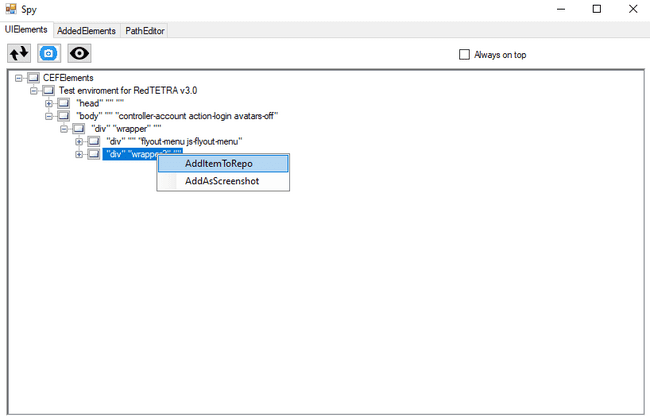 Spy
UIElements AddedElements PathEditor
Always on top
CEFElements
Test enviroment for RedTETRA v3.0
"head" "" ""
"body" "" "controller-account action-login avatars-off"
"div" "wrapper" ""
"div" "" "flyout-menu js-flyout-menu"
"div" "wrapper2" ""
AddItemToRepo
AddAsScreenshot